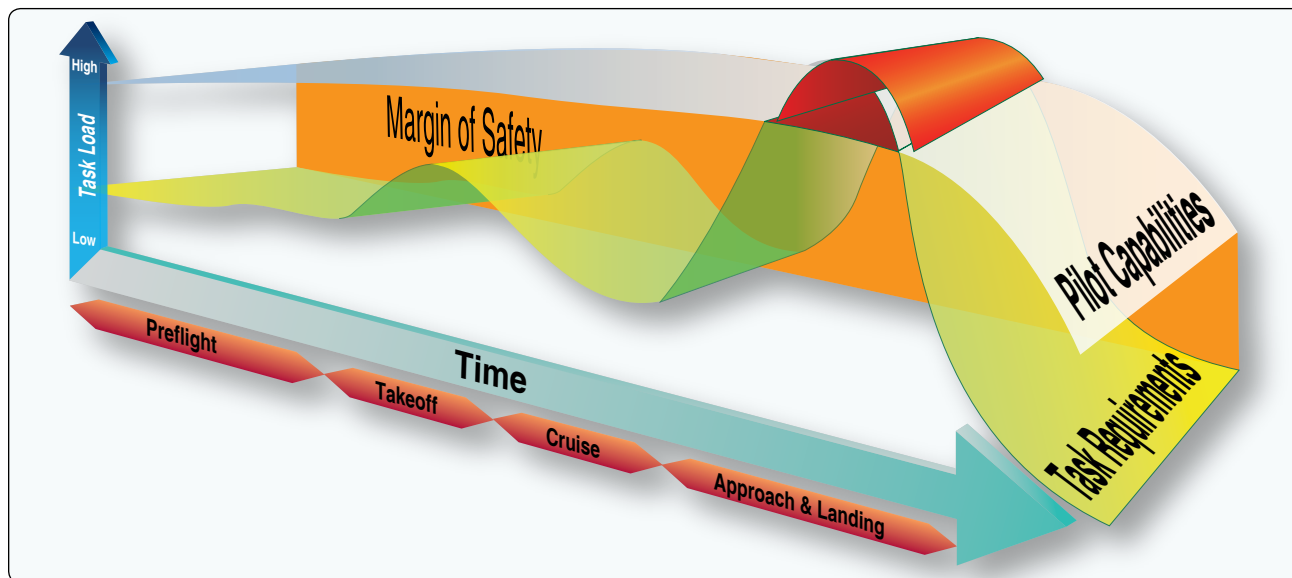 High
Task Load
Low
Margin of Safety
Pilot Capabilities
Task Requirements
Time
Preflight
Takeoff
Cruise
Approach & Landing